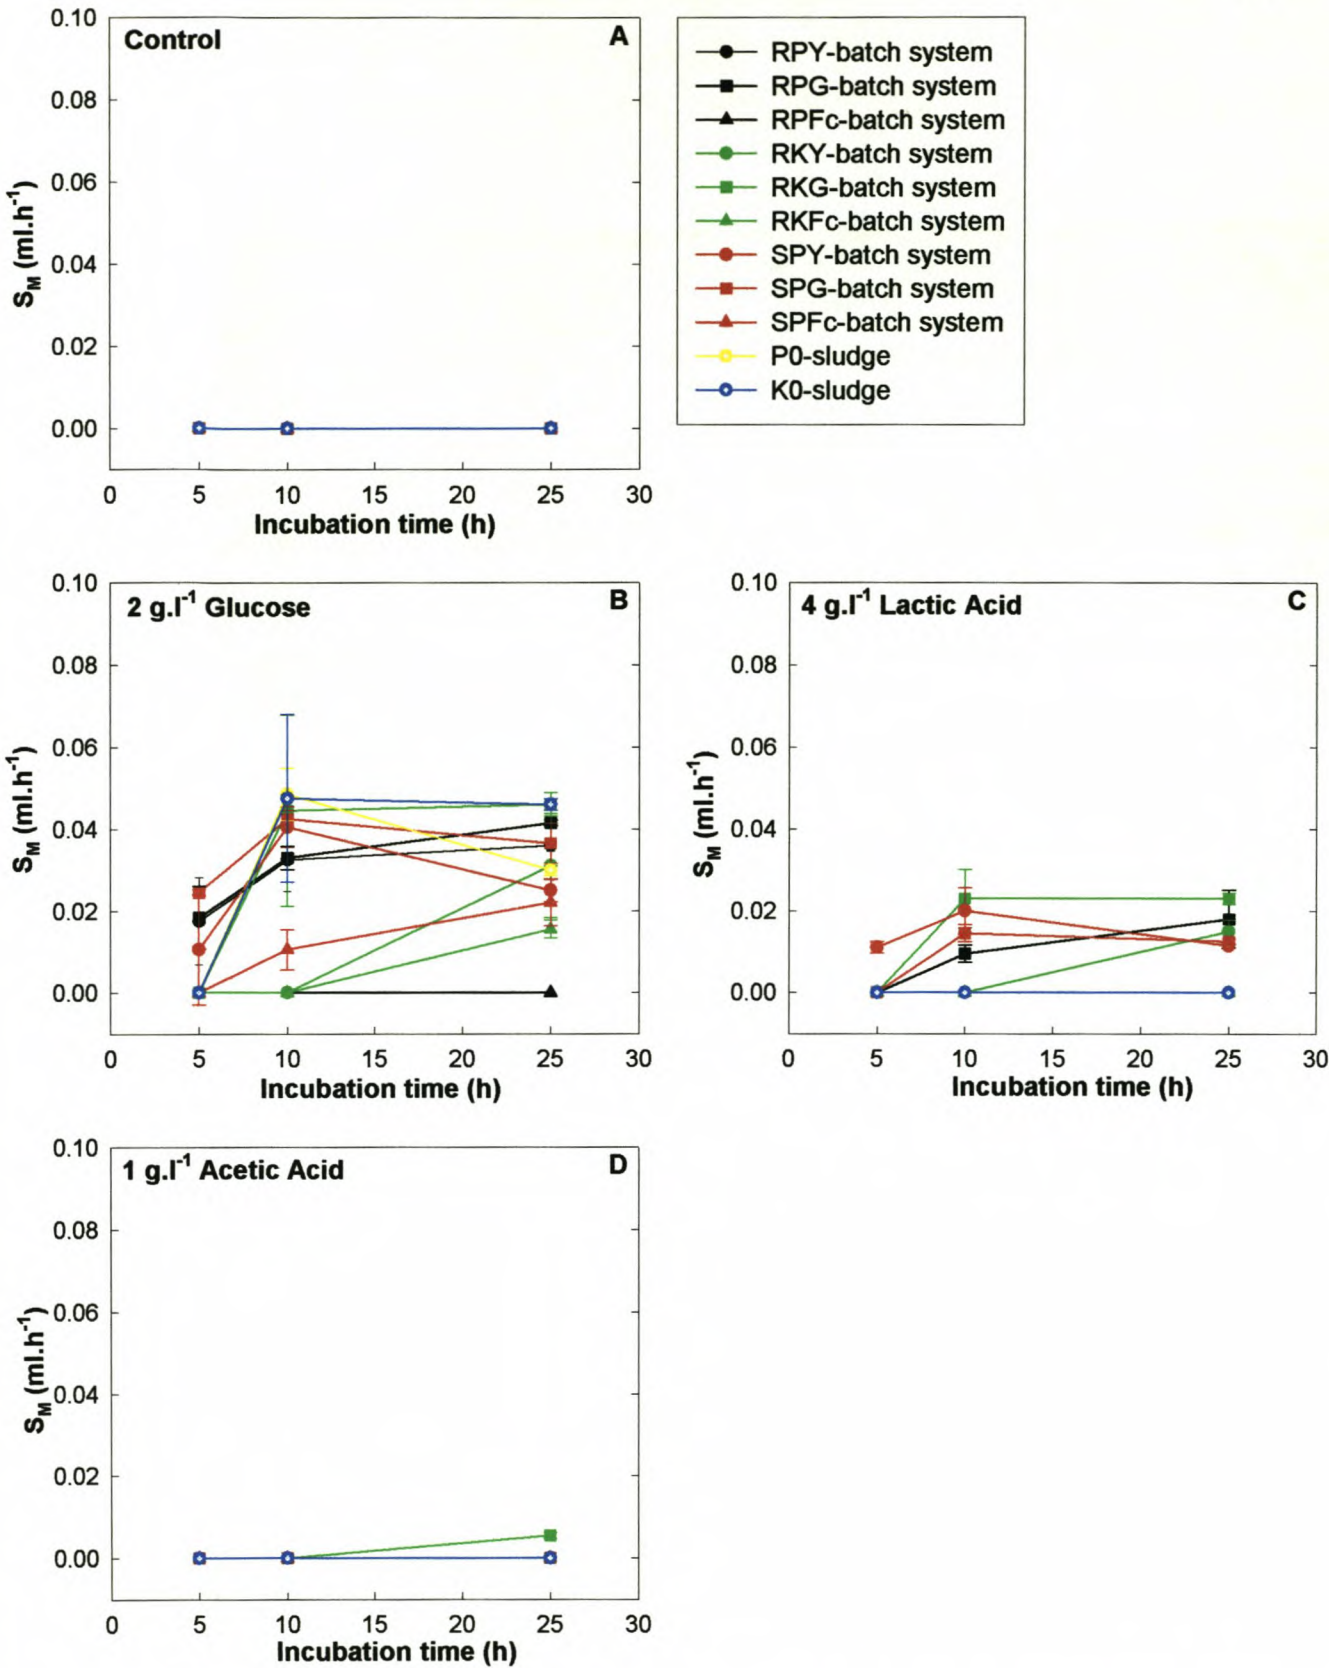 Control
A
0.10
0.08
0.06
0.04
0.02
0.00
S_M (ml.h⁻¹)
0 5 10 15 20 25 30
Incubation time (h)
RPY-batch system
RPG-batch system
RPFc-batch system
RKY-batch system
RKG-batch system
RKFc-batch system
SPY-batch system
SPG-batch system
SPFc-batch system
P0-sludge
K0-sludge
2 g.l⁻¹ Glucose
B
0.10
0.08
0.06
0.04
0.02
0.00
S_M (ml.h⁻¹)
0 5 10 15 20 25 30
Incubation time (h)
4 g.l⁻¹ Lactic Acid
C
0.10
0.08
0.06
0.04
0.02
0.00
S_M (ml.h⁻¹)
0 5 10 15 20 25 30
Incubation time (h)
1 g.l⁻¹ Acetic Acid
D
0.10
0.08
0.06
0.04
0.02
0.00
S_M (ml.h⁻¹)
0 5 10 15 20 25 30
Incubation time (h)